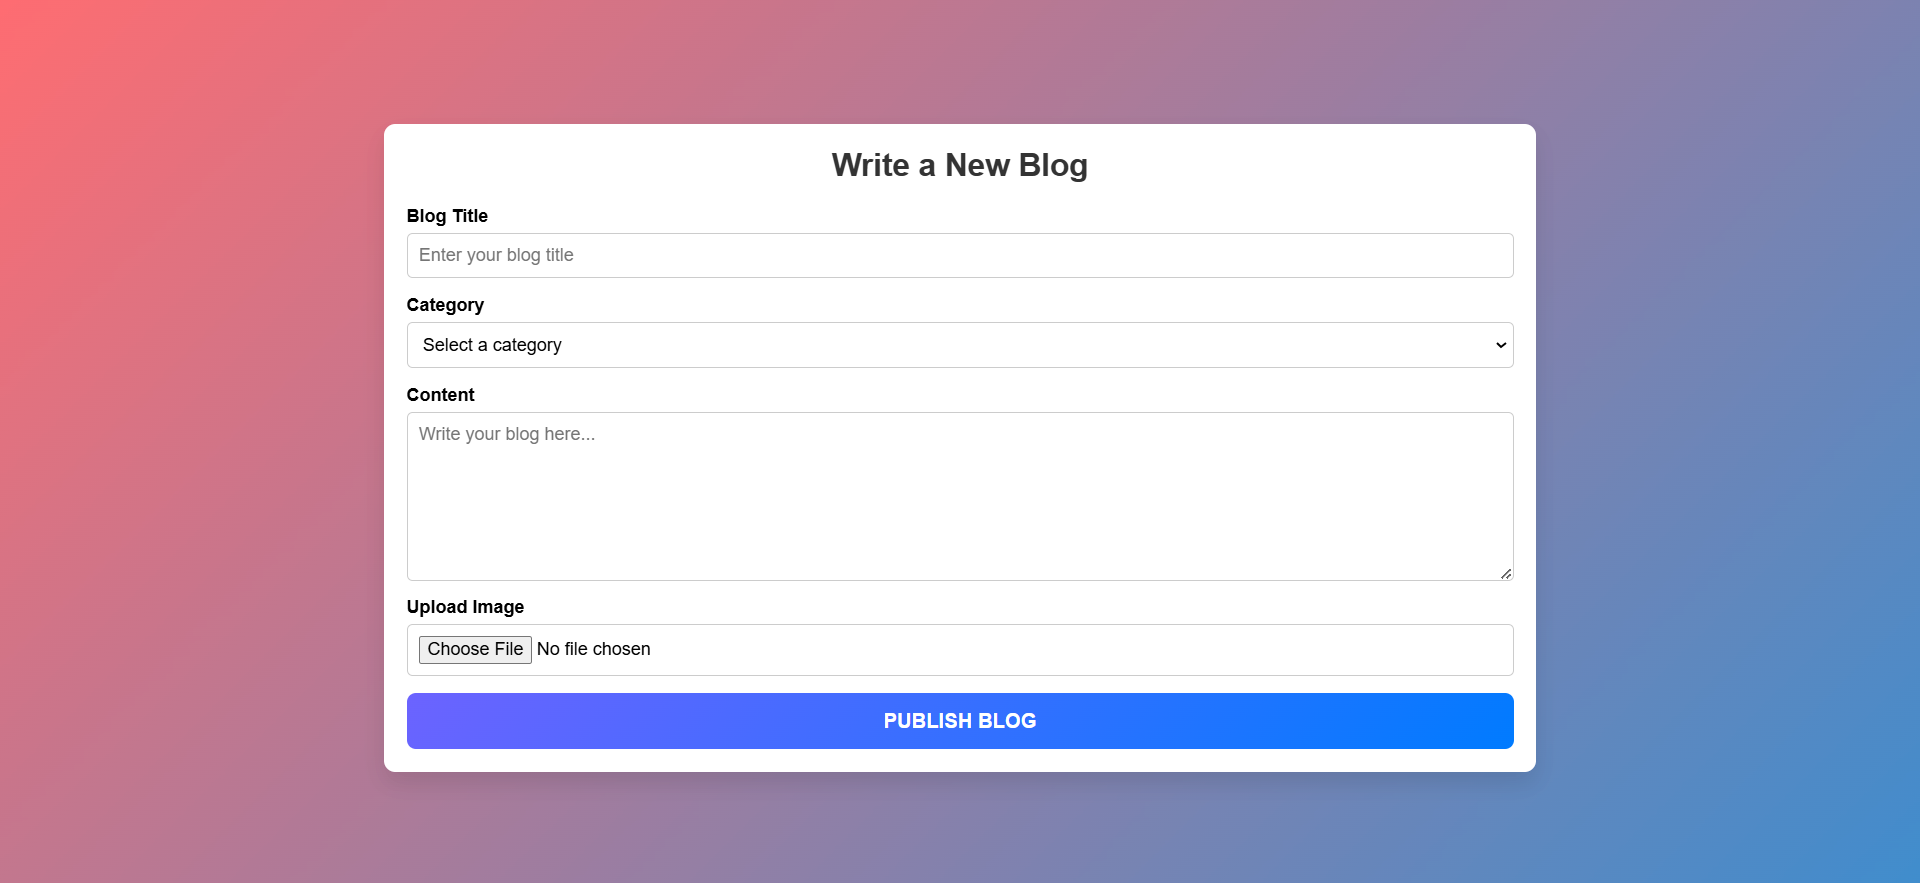 Write a New Blog
Blog Title
Enter your blog title
Category
Select a category
Content
Write your blog here...
Upload Image
Choose File No file chosen
PUBLISH BLOG